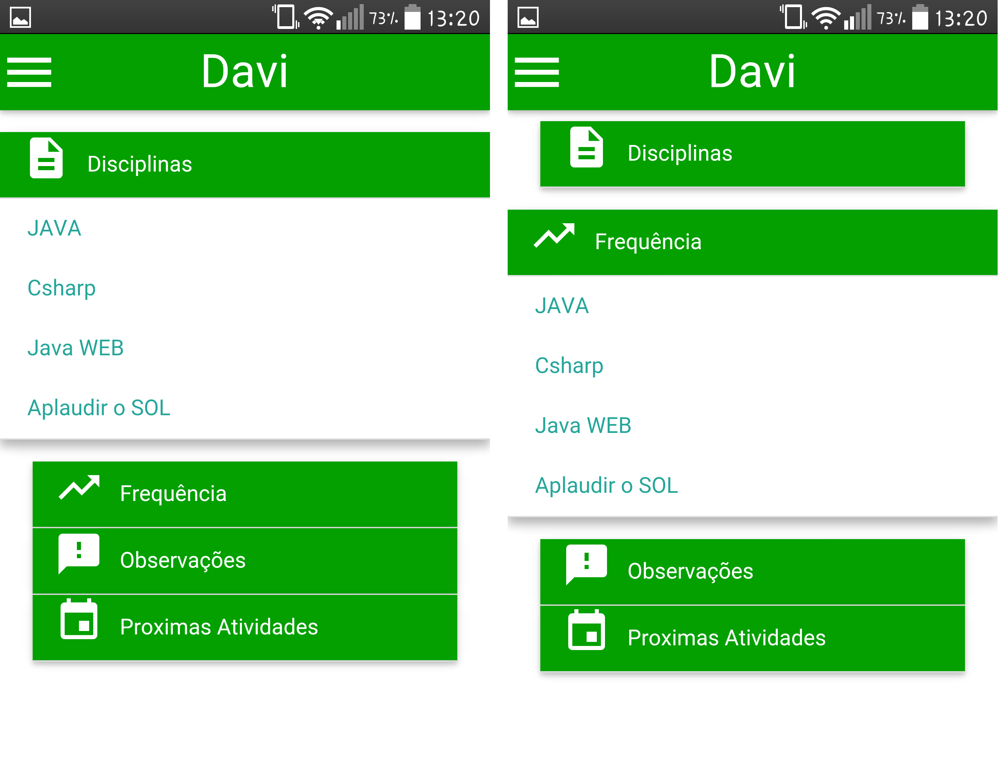 73% 13:20
Davi
Disciplinas
JAVA
Csharp
Java WEB
Aplaudir o SOL
Frequência
Observações
Proximas Atividades
73% 13:20
Davi
Disciplinas
Frequência
JAVA
Csharp
Java WEB
Aplaudir o SOL
Observações
Proximas Atividades